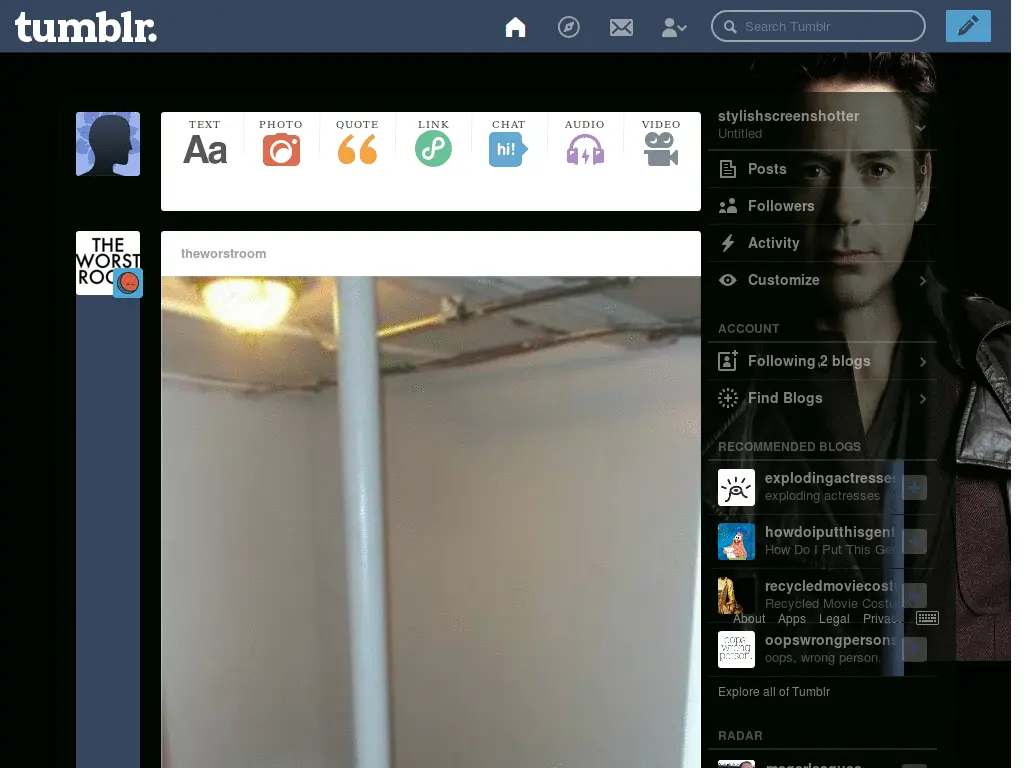 tumblr.
Search Tumblr
TEXT
Aa
PHOTO
QUOTE
LINK
CHAT
hi!
AUDIO
VIDEO
stylishscreenshotter
Untitled
Posts 0
Followers 3
Activity
Customize
ACCOUNT
Following 2 blogs
Find Blogs
RECOMMENDED BLOGS
explodingactresses
exploding actresses
howdoiputthisgent
How Do I Put This Ge
recycledmoviecost
Recycled Movie Costu
About Apps Legal Privac
oopswrongpersons
oops, wrong person.
Explore all of Tumblr
RADAR
THE
WORST
ROO
theworstroom
oops
wrong
person.